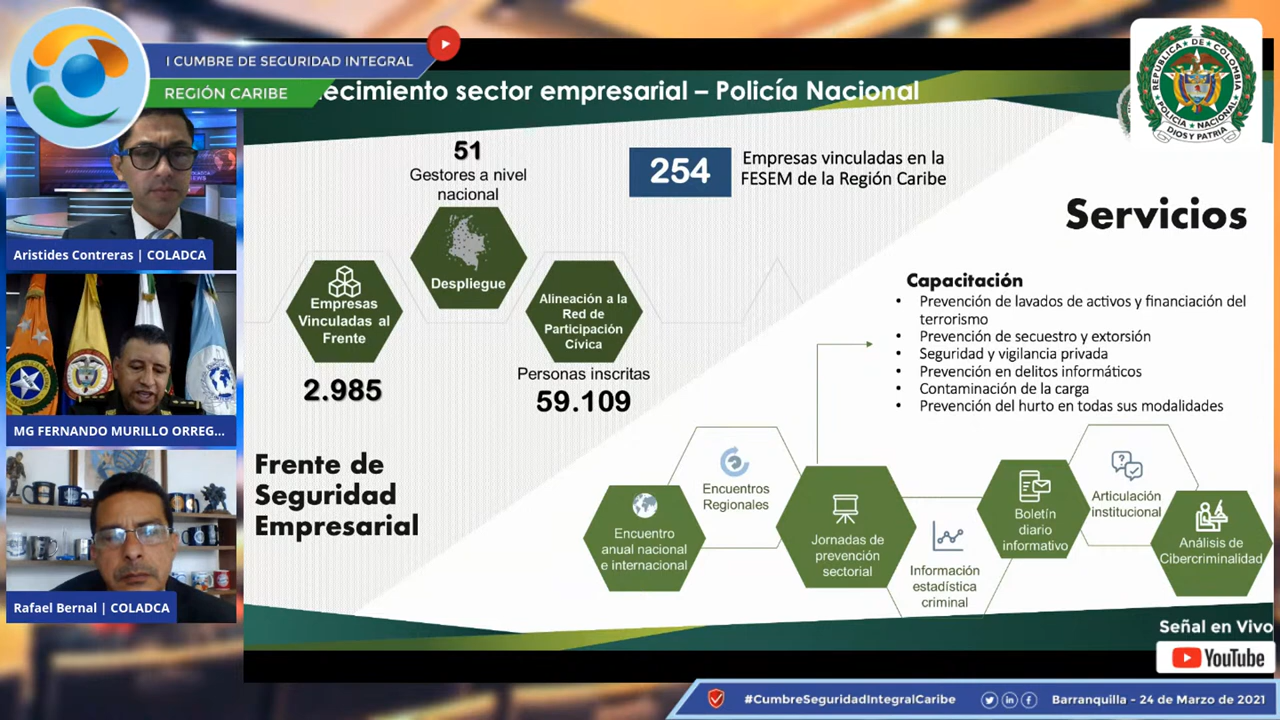 I CUMBRE DE SEGURIDAD INTEGRAL
REGIÓN CARIBE
ecimiento sector empresarial – Policía Nacional
REPÚBLICA DE COLOMBIA
POLICÍA NACIONAL
DIOS Y PATRIA
Aristides Contreras | COLADCA
MG FERNANDO MURILLO ORREG...
Rafael Bernal | COLADCA
51
Gestores a nivel
nacional
Despliegue
Empresas
Vinculadas al
Frente
2.985
Alineación a la
Red de
Participación
Cívica
Personas inscritas
59.109
254
Empresas vinculadas en la
FESEM de la Región Caribe
Frente de
Seguridad
Empresarial
Servicios
Capacitación
• Prevención de lavados de activos y financiación del
terrorismo
• Prevención de secuestro y extorsión
• Seguridad y vigilancia privada
• Prevención en delitos informáticos
• Contaminación de la carga
• Prevención del hurto en todas sus modalidades
Encuentro
anual nacional
e internacional
Encuentros
Regionales
Jornadas de
prevención
sectorial
Información
estadística
criminal
Boletín
diario
informativo
Articulación
institucional
Análisis de
Cibercriminalidad
Señal en Vivo
YouTube
#CumbreSeguridadIntegralCaribe
Barranquilla - 24 de Marzo de 2021